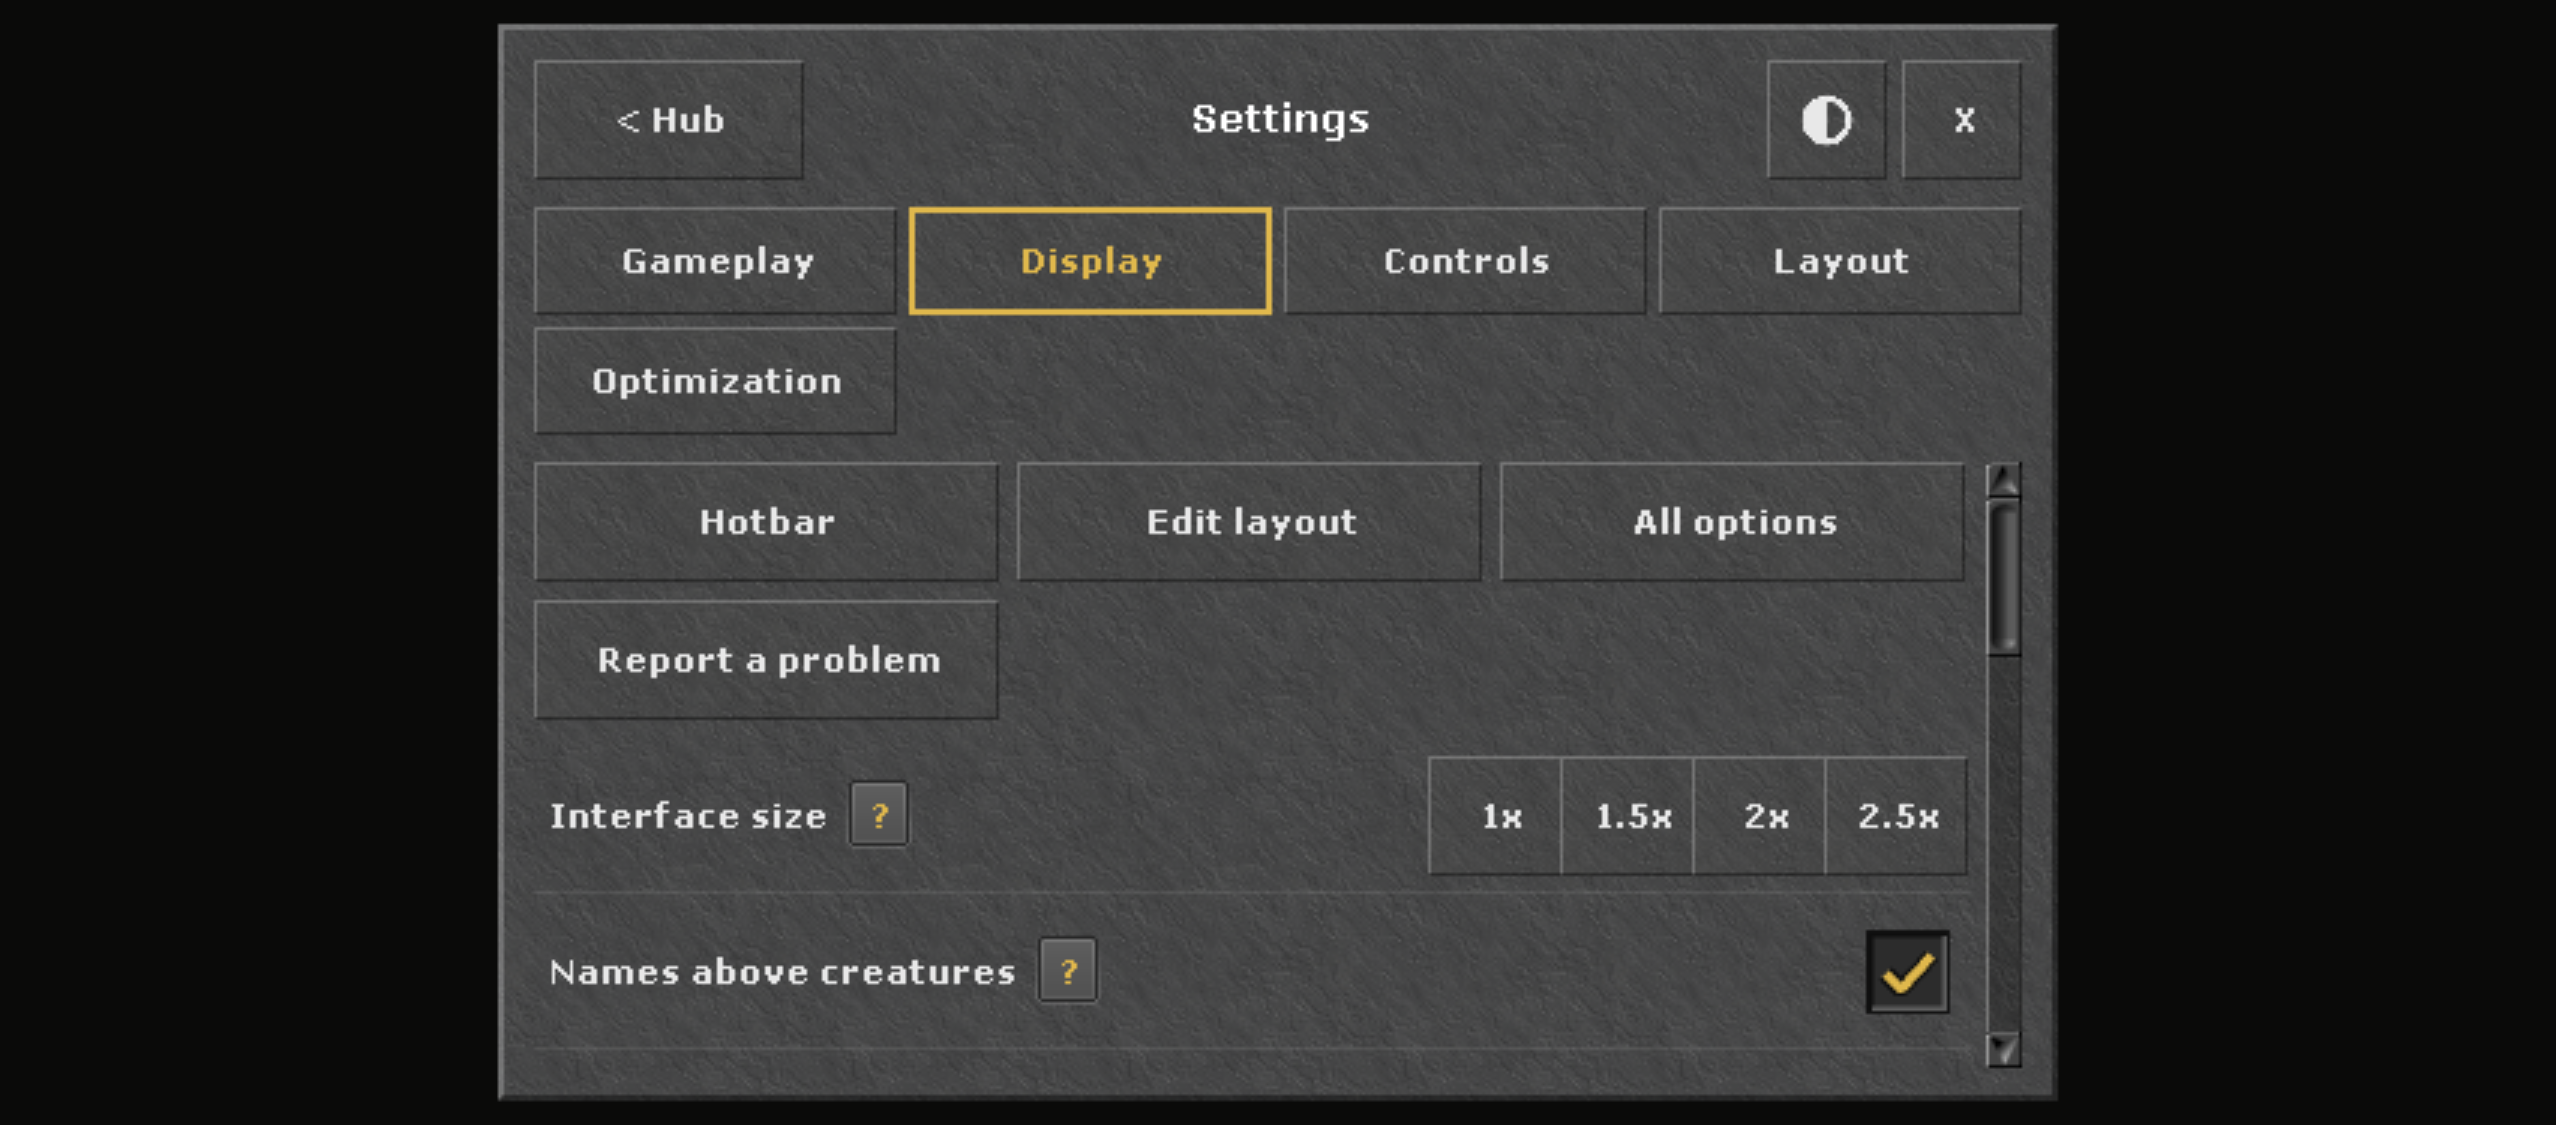 < Hub
Settings
x
Gameplay
Display
Controls
Layout
Optimization
Hotbar
Edit layout
All options
Report a problem
Interface size
?
1x
1.5x
2x
2.5x
Names above creatures
?